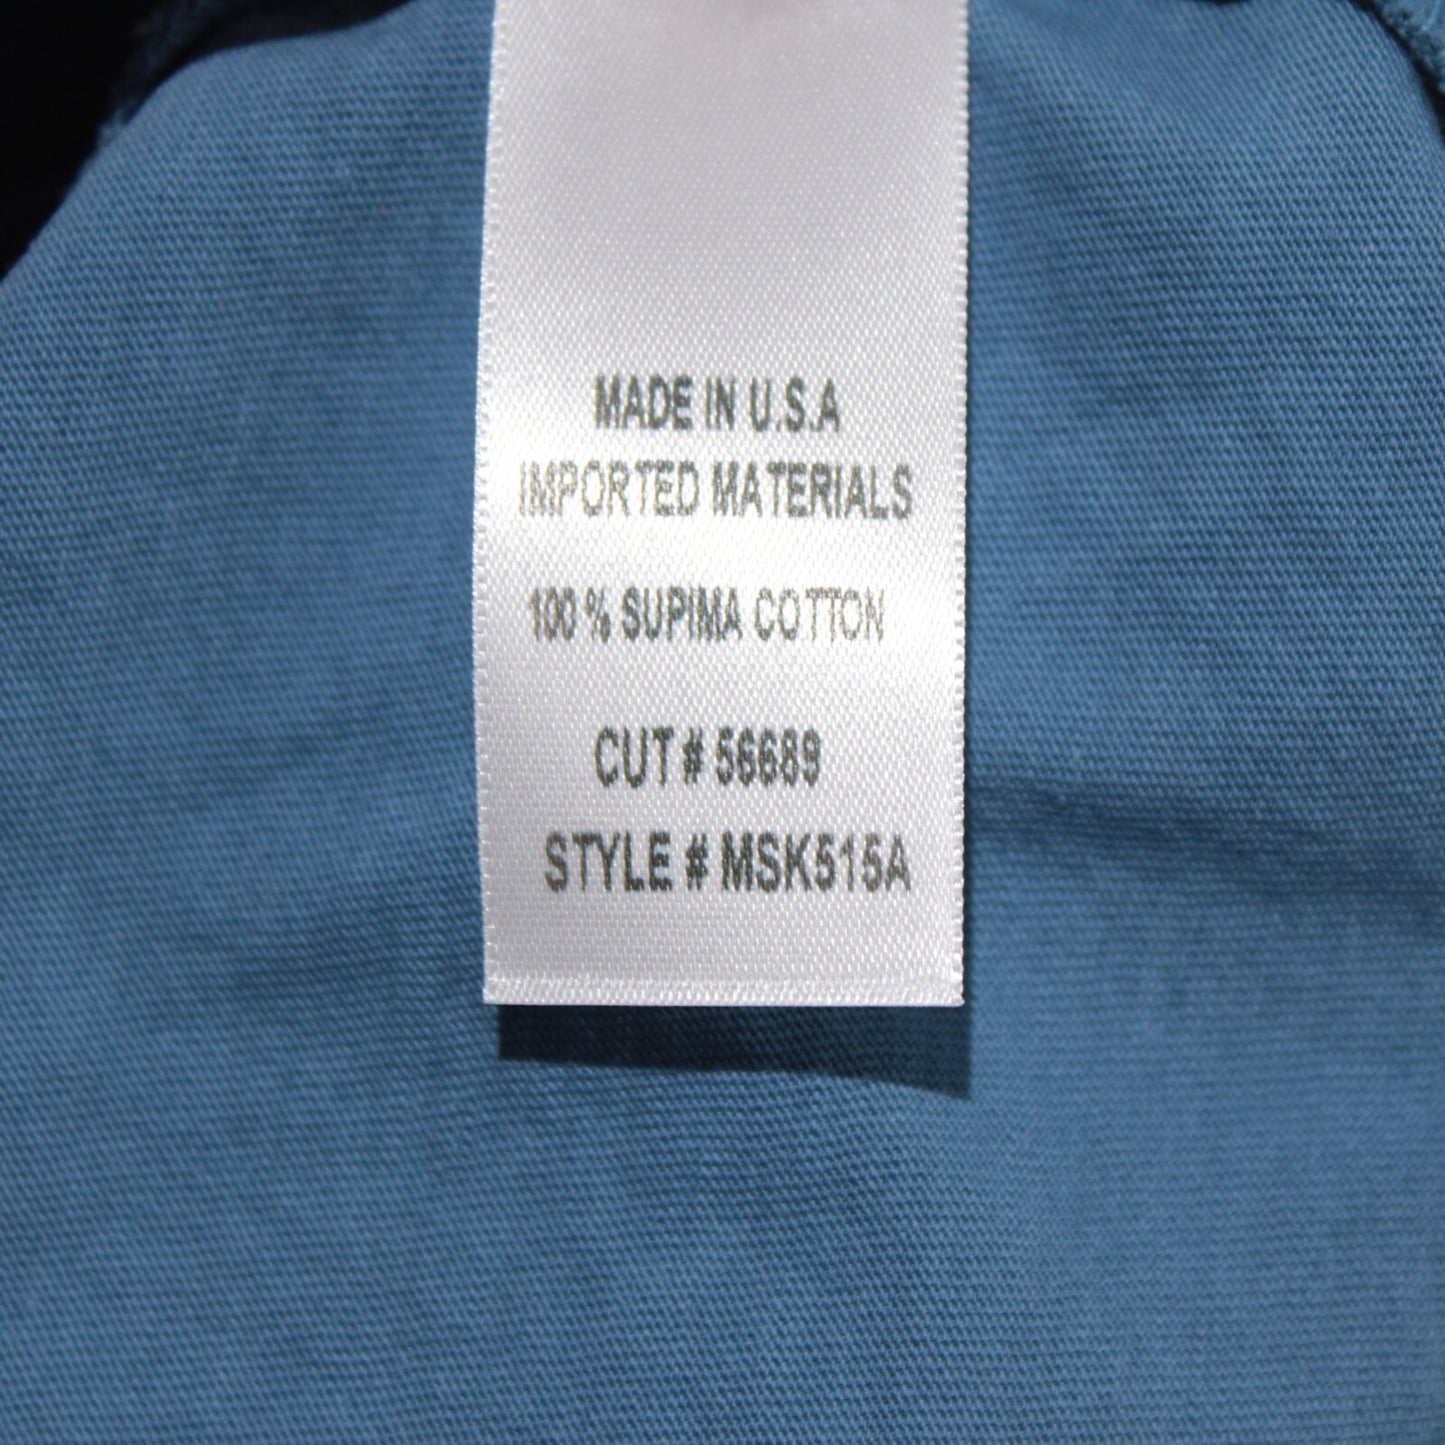 MADE IN U.S.A
IMPORTED MATERIALS
100 % SUPIMA COTTON
CUT # 56689
STYLE # MSK515A